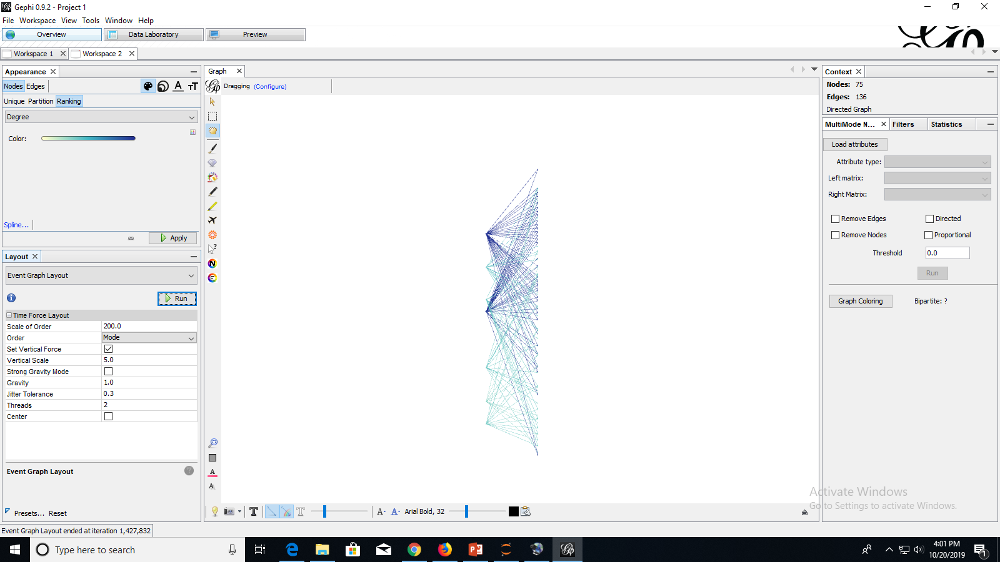 Gephi 0.9.2 - Project 1
File Workspace View Tools Window Help
Overview Data Laboratory Preview
Workspace 1 Workspace 2
Appearance
Nodes Edges
Unique Partition Ranking
Degree
Color:
Spline...
Apply
Layout
Event Graph Layout
Run
Time Force Layout
Scale of Order 200.0
Order Mode
Set Vertical Force
Vertical Scale 5.0
Strong Gravity Mode
Gravity 1.0
Jitter Tolerance 0.3
Threads 2
Center
Event Graph Layout
Presets... Reset
Event Graph Layout ended at iteration 1,427,832
Graph
Dragging (Configure)
Arial Bold, 32
Context
Nodes: 75
Edges: 136
Directed Graph
MultiMode N... Filters Statistics
Load attributes
Attribute type:
Left matrix:
Right Matrix:
Remove Edges Directed
Remove Nodes Proportional
Threshold 0.0
Run
Graph Coloring Bipartite: ?
Activate Windows
Go to Settings to activate Windows.
Type here to search
4:01 PM
10/20/2019
1